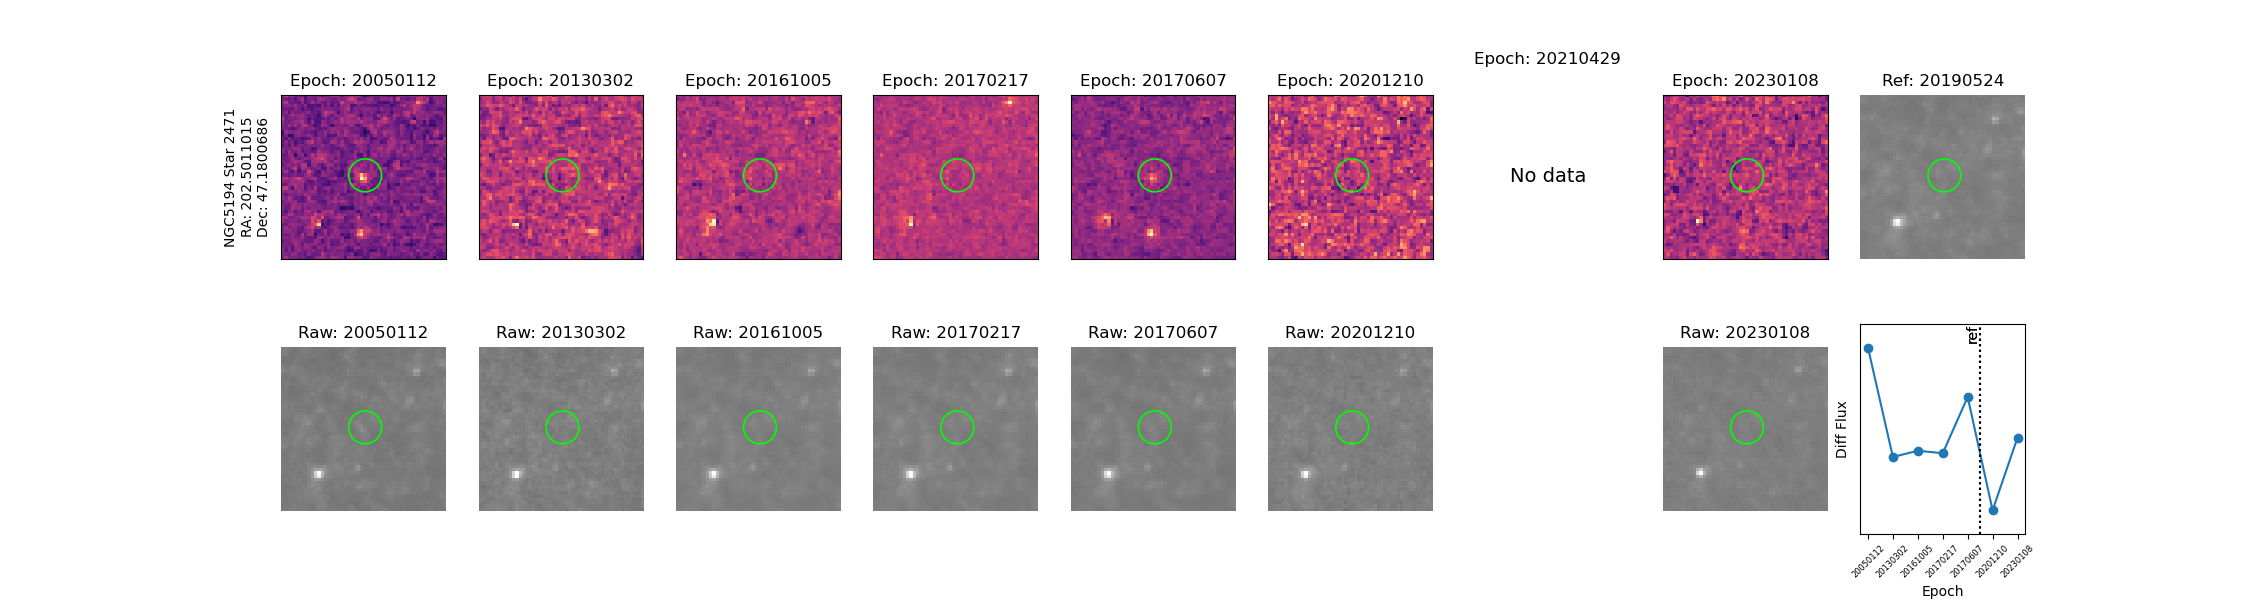 Epoch: 20050112
Epoch: 20130302
Epoch: 20161005
Epoch: 20170217
Epoch: 20170607
Epoch: 20201210
Epoch: 20210429
Epoch: 20230108
Ref: 20190524
NGC5194 Star 2471
RA: 202.5011015
Dec: 47.1800686
No data
Raw: 20050112
Raw: 20130302
Raw: 20161005
Raw: 20170217
Raw: 20170607
Raw: 20201210
Raw: 20230108
ref
Diff Flux
20050112
20130302
20161005
20170217
20170607
20201210
20230108
Epoch